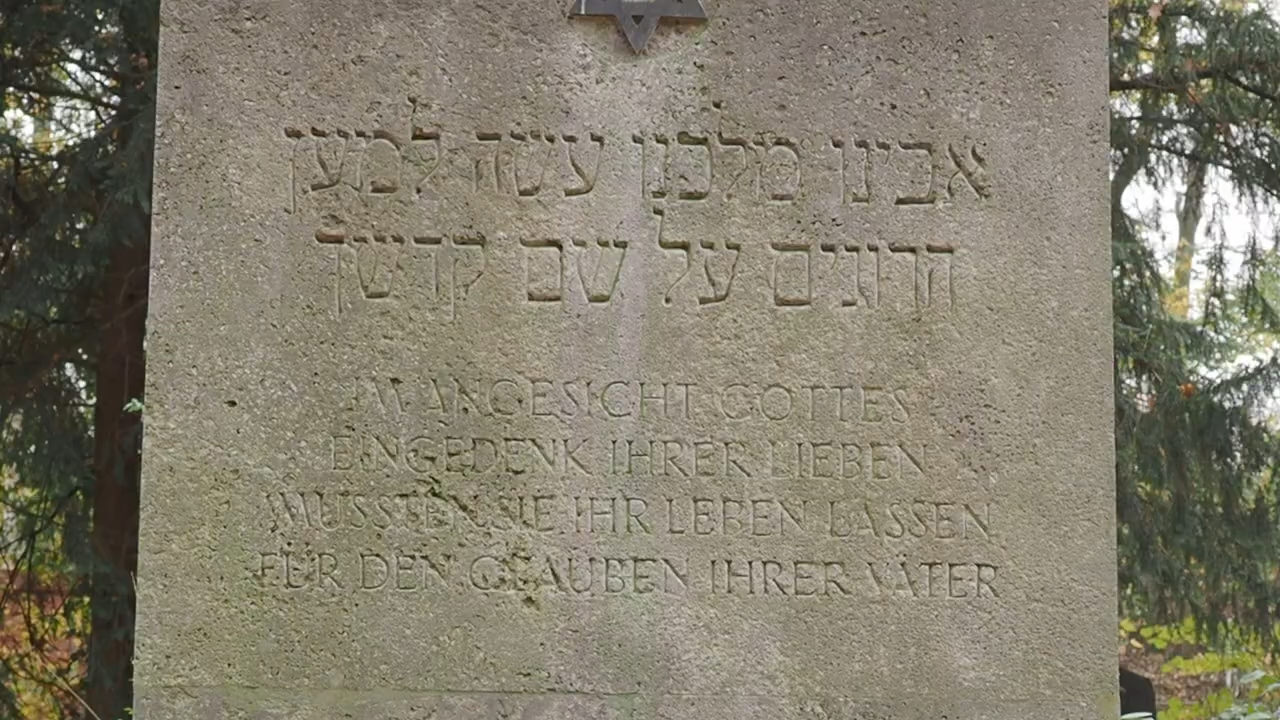 אבינו מלכנו עשה למען
הרוגים על שם קדשך
IM ANGESICHT GOTTES
EINGEDENK IHRER LIEBEN
MUSSTEN SIE IHR LEBEN LASSEN
FÜR DEN GLAUBEN IHRER VÄTER